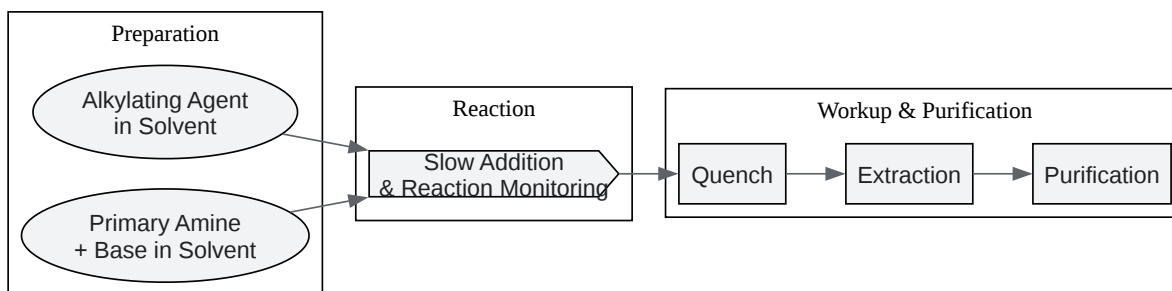 Preparation
Alkylating Agent
in Solvent
Primary Amine
+ Base in Solvent
Reaction
Slow Addition
& Reaction Monitoring
Workup & Purification
Quench
Extraction
Purification